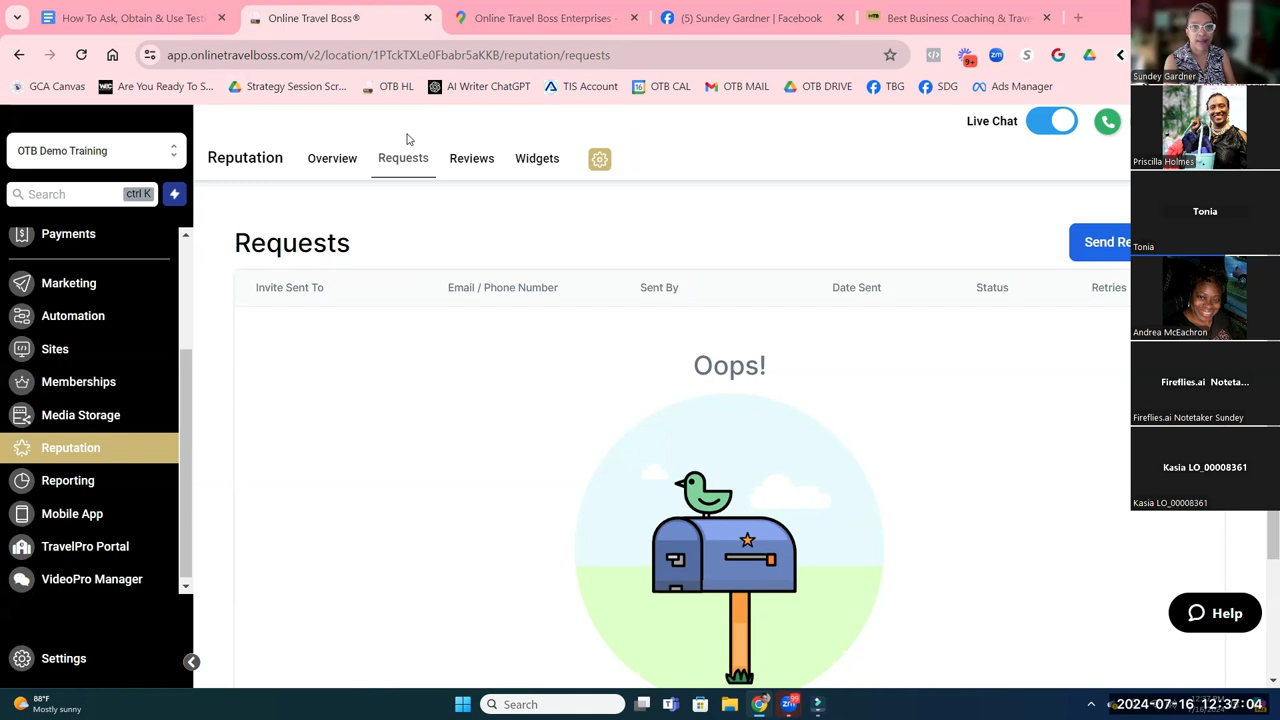 How To Ask, Obtain & Use Testi
Online Travel Boss®
Online Travel Boss Enterprises -
(5) Sundey Gardner | Facebook
Best Business Coaching & Trave
app.onlinetravelboss.com/v2/location/1PTckTXLe0Fbabr5aKKB/reputation/requests
9+
GCA Canvas
Are You Ready To S...
Strategy Session Scr...
OTB HL
AI Writer ChatGPT
TIS Account
OTB CAL
OTB MAIL
OTB DRIVE
TBG
SDG
Ads Manager
OTB Demo Training
Search
ctrl K
Payments
Marketing
Automation
Sites
Memberships
Media Storage
Reputation
Reporting
Mobile App
TravelPro Portal
VideoPro Manager
Settings
Live Chat
Reputation
Overview
Requests
Reviews
Widgets
Requests
Send Re
Invite Sent To
Email / Phone Number
Sent By
Date Sent
Status
Retries
Oops!
Help
Sundey Gardner
Priscilla Holmes
Tonia
Tonia
Andrea McEachron
Fireflies.ai Noteta...
Fireflies.ai Notetaker Sundey
Kasia LO_00008361
Kasia LO_00008361
88°F
Mostly sunny
Search
99
2024-07-16 12:37:04